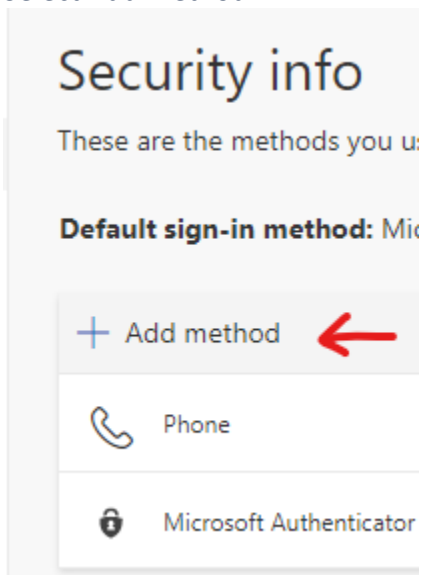 Security info
These are the methods you u
Default sign-in method: Mic
+ Add method
Phone
Microsoft Authenticator